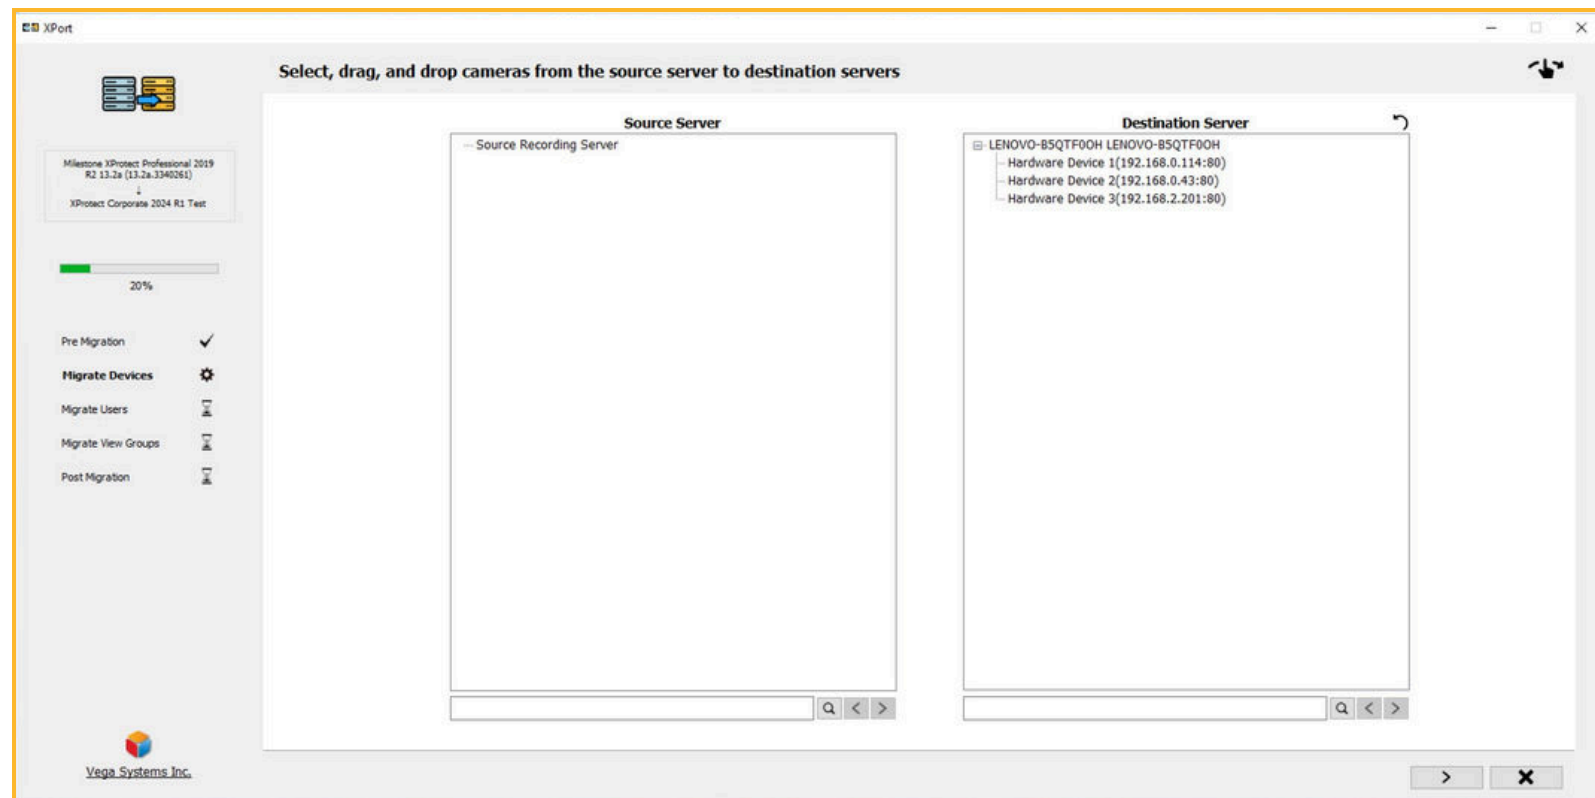 XPort
Select, drag, and drop cameras from the source server to destination servers
Milestone XProtect Professional 2019
R2 13.2a (13.2a.3340261)
↓
XProtect Corporate 2024 R1 Test
20%
Pre Migration
Migrate Devices
Migrate Users
Migrate View Groups
Post Migration
Vega Systems Inc.
Source Server
Source Recording Server
Destination Server
LENOVO-B5QTF0OH LENOVO-B5QTF0OH
Hardware Device 1(192.168.0.114:80)
Hardware Device 2(192.168.0.43:80)
Hardware Device 3(192.168.2.201:80)